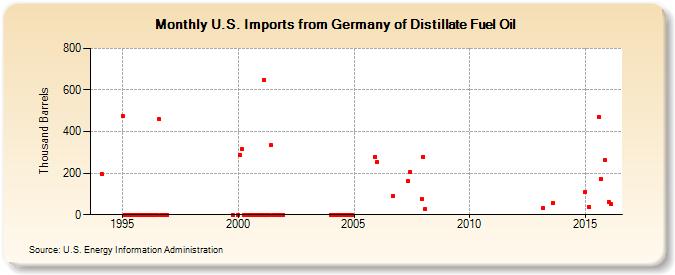 Monthly U.S. Imports from Germany of Distillate Fuel Oil
Thousand Barrels
800
600
400
200
0
1995 2000 2005 2010 2015
Source: U.S. Energy Information Administration